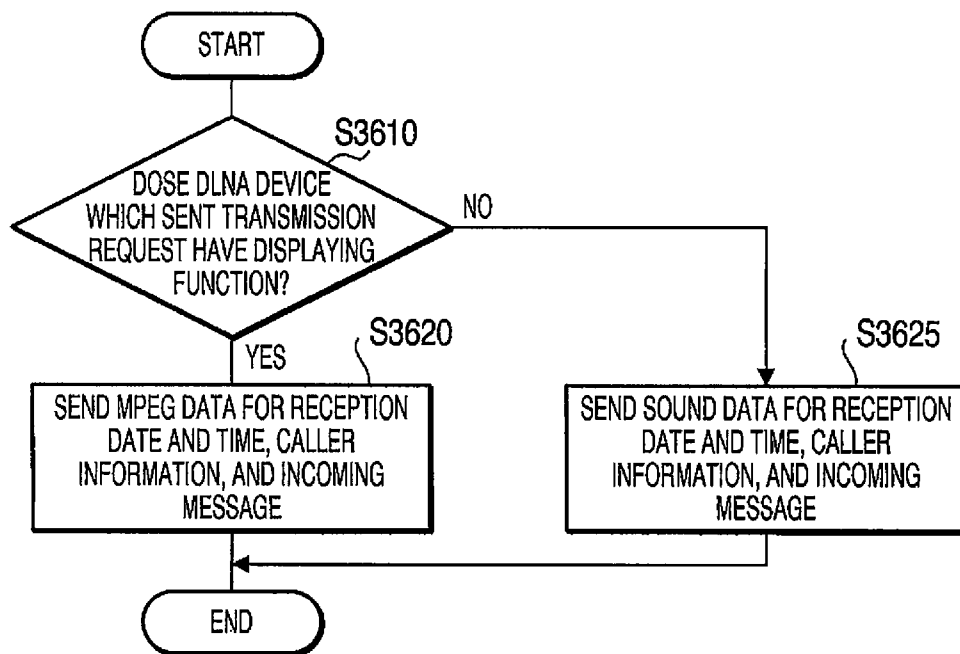 START
S3610
DOSE DLNA DEVICE
WHICH SENT TRANSMISSION
REQUEST HAVE DISPLAYING
FUNCTION?
NO
YES
S3620
SEND MPEG DATA FOR RECEPTION
DATE AND TIME, CALLER
INFORMATION, AND INCOMING
MESSAGE
S3625
SEND SOUND DATA FOR RECEPTION
DATE AND TIME, CALLER
INFORMATION, AND INCOMING
MESSAGE
END